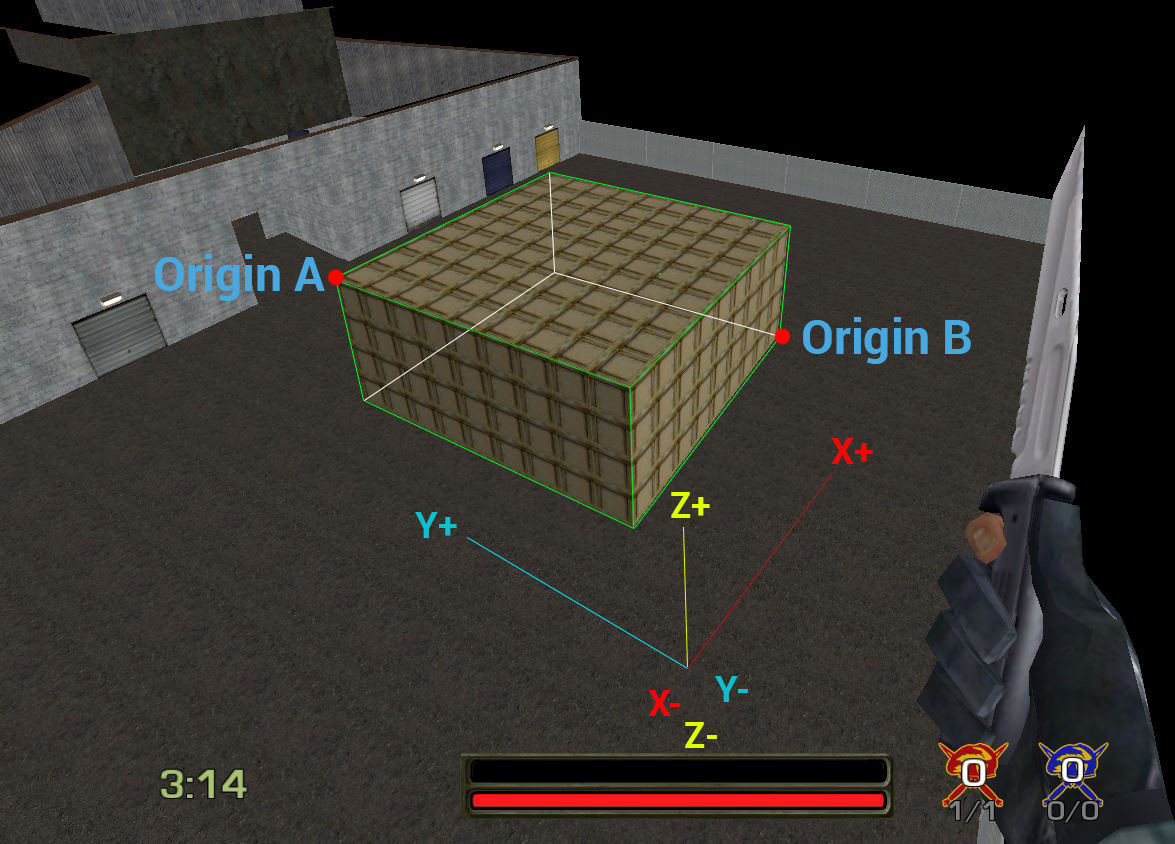 Origin A
Origin B
X+
Z+
Y+
Y-
X-
Z-
3:14
0
0
1/1
0/0